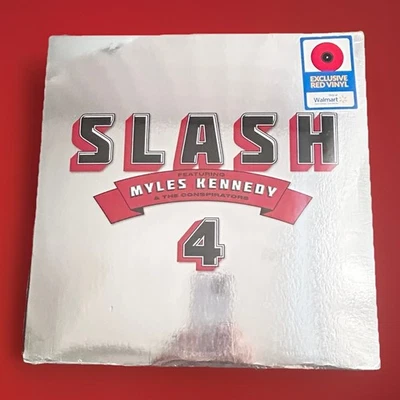 EXCLUSIVE
RED VINYL
Walmart
SLASH
FEATURING
MYLES KENNEDY
& THE CONSPIRATORS
4